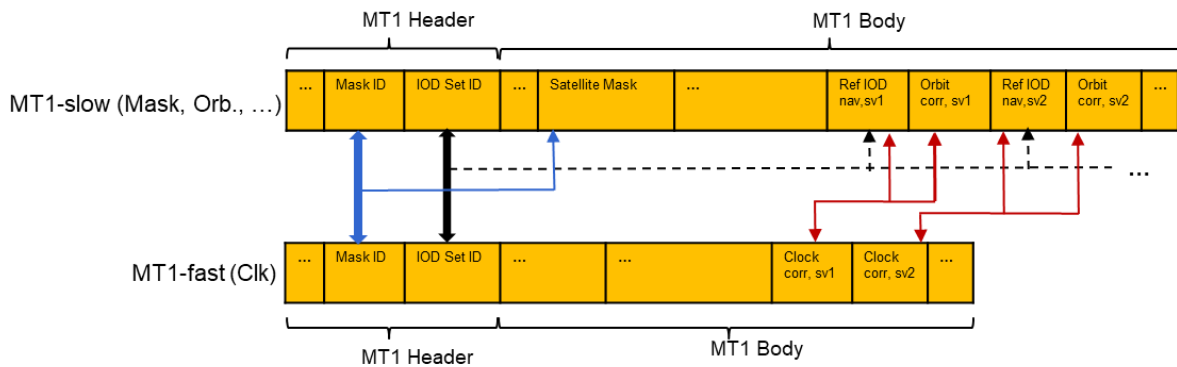 MT1 Header
MT1 Body
MT1-slow (Mask, Orb., …)
...
Mask ID
IOD Set ID
...
Satellite Mask
...
Ref IOD
nav,sv1
Orbit
corr, sv1
Ref IOD
nav,sv2
Orbit
corr, sv2
...
...
MT1-fast (Clk)
...
Mask ID
IOD Set ID
...
...
Clock
corr, sv1
Clock
corr, sv2
...
MT1 Header
MT1 Body